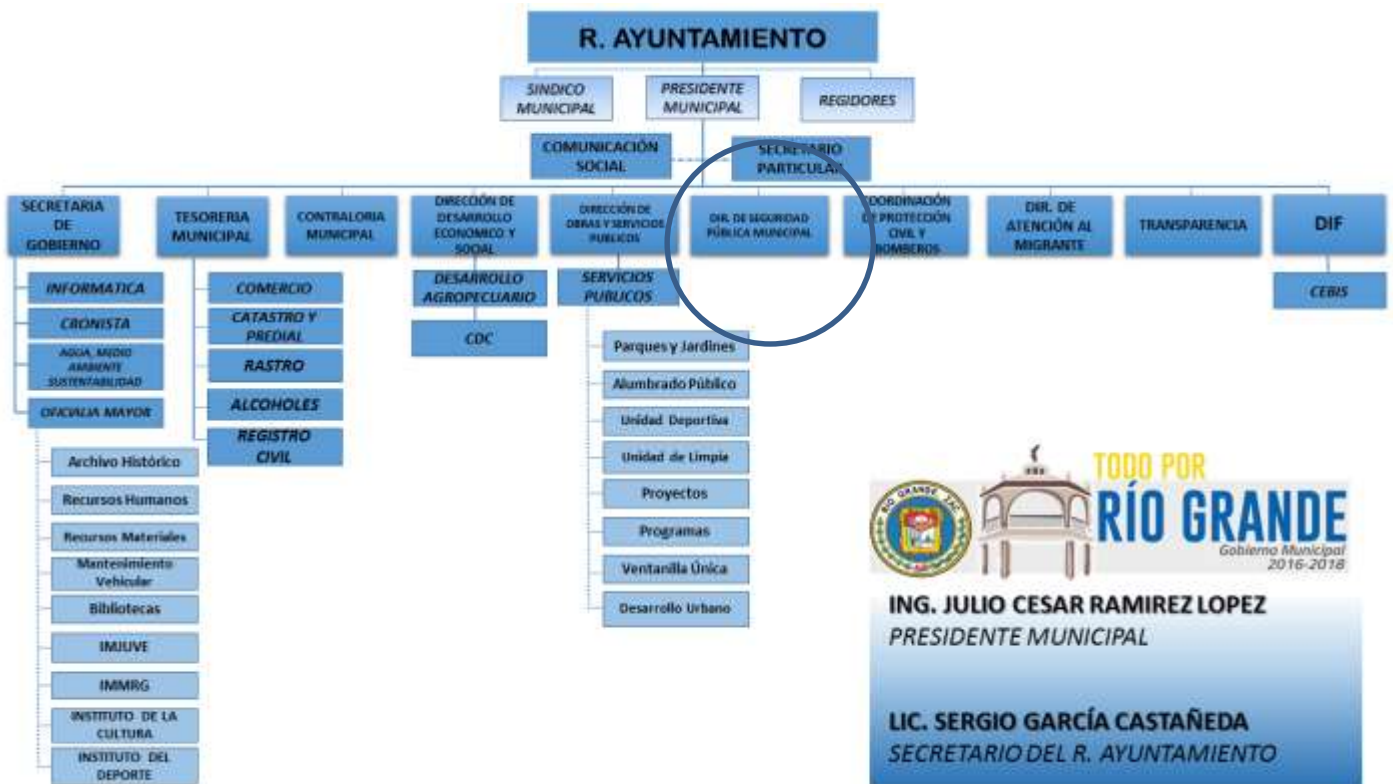 R. AYUNTAMIENTO
SINDICO
MUNICIPAL
PRESIDENTE
MUNICIPAL
REGIDORES
COMUNICACIÓN
SOCIAL
SECRETARIO
PARTICULAR
SECRETARIA
DE
GOBIERNO
TESORERIA
MUNICIPAL
CONTRALORIA
MUNICIPAL
DIRECCIÓN DE
DESARROLLO
ECONOMICO Y
SOCIAL
DIRECCIÓN DE
OBRAS Y SERVICIOS
PUBLICOS
DIR. DE SEGURIDAD
PÚBLICA MUNICIPAL
COORDINACIÓN
DE PROTECCIÓN
CIVIL Y
BOMBEROS
DIR. DE
ATENCIÓN AL
MIGRANTE
TRANSPARENCIA
DIF
INFORMATICA
CRONISTA
AGUA, MEDIO
AMBIENTE
SUSTENTABILIDAD
OFICIALIA MAYOR
Archivo Histórico
Recursos Humanos
Recursos Materiales
Mantenimiento
Vehicular
Bibliotecas
IMJUVE
IMMRG
INSTITUTO DE LA
CULTURA
INSTITUTO DEL
DEPORTE
COMERCIO
CATASTRO Y
PREDIAL
RASTRO
ALCOHOLES
REGISTRO
CIVIL
DESARROLLO
AGROPECUARIO
CDC
SERVICIOS
PUBLICOS
Parques y Jardines
Alumbrado Público
Unidad Deportiva
Unidad de Limpia
Proyectos
Programas
Ventanilla Única
Desarrollo Urbano
CEBIS
RIO GRANDE, ZAC
TODO POR
RÍO GRANDE
Gobierno Municipal
2016-2018
ING. JULIO CESAR RAMIREZ LOPEZ
PRESIDENTE MUNICIPAL
LIC. SERGIO GARCÍA CASTAÑEDA
SECRETARIO DEL R. AYUNTAMIENTO